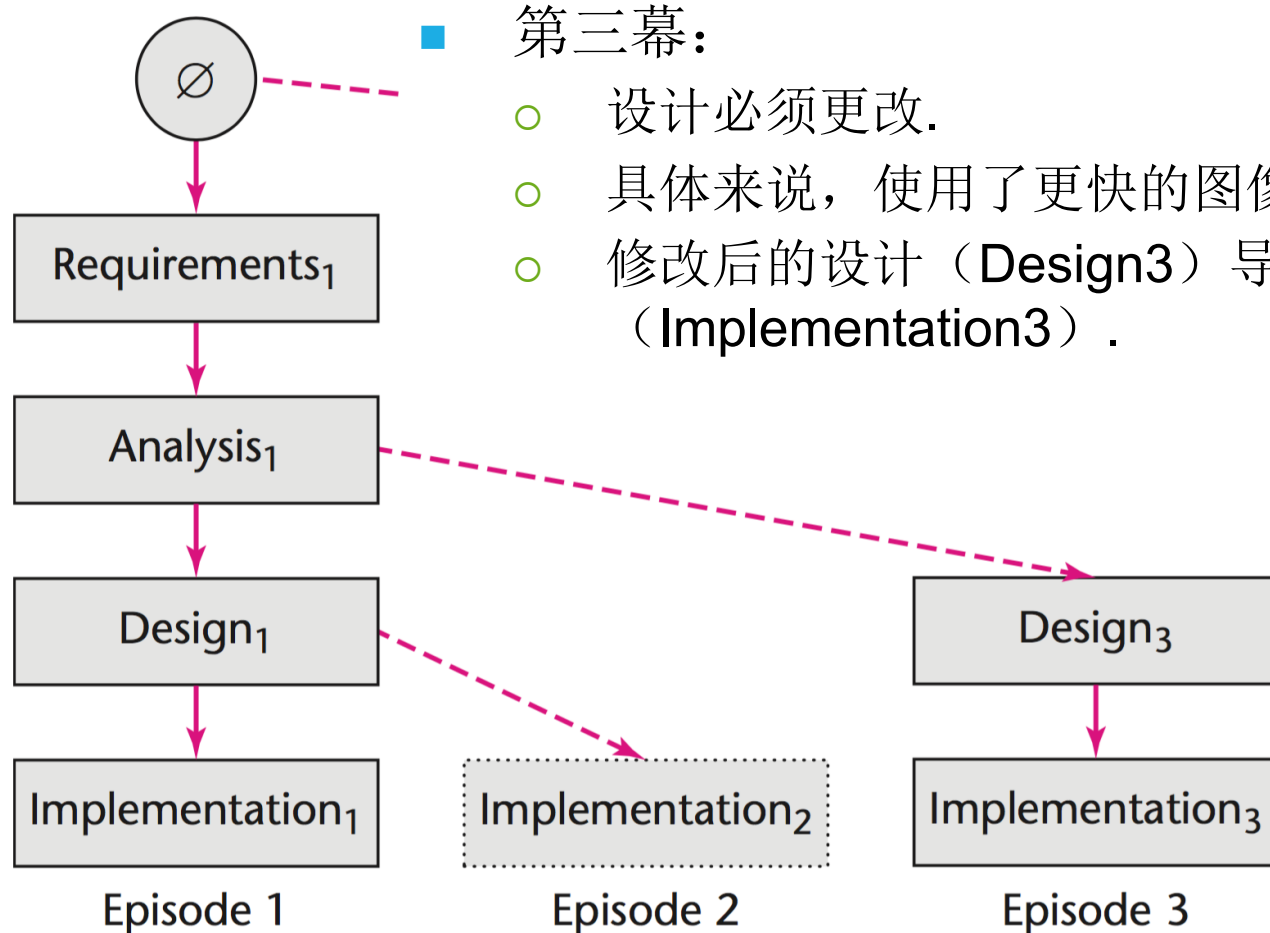 ∅
第三幕：
设计必须更改.
具体来说，使用了更快的图像
修改后的设计（Design3）导
（Implementation3）.
Requirements₁
Analysis₁
Design₁
Design₃
Implementation₁
Implementation₂
Implementation₃
Episode 1
Episode 2
Episode 3